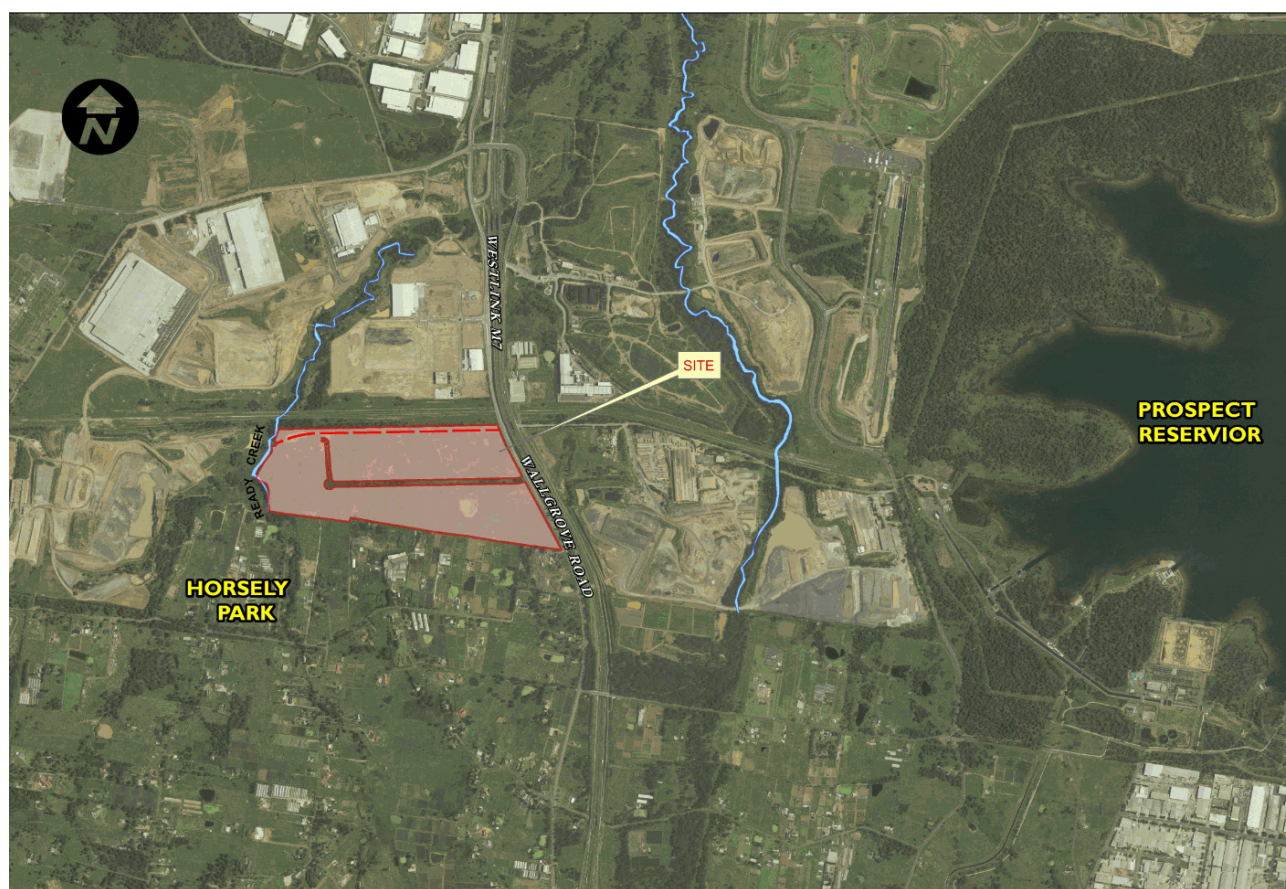 N
WESTLINK M7
SITE
PROSPECT
RESERVIOR
READY CREEK
WALLGROVE ROAD
HORSELY
PARK